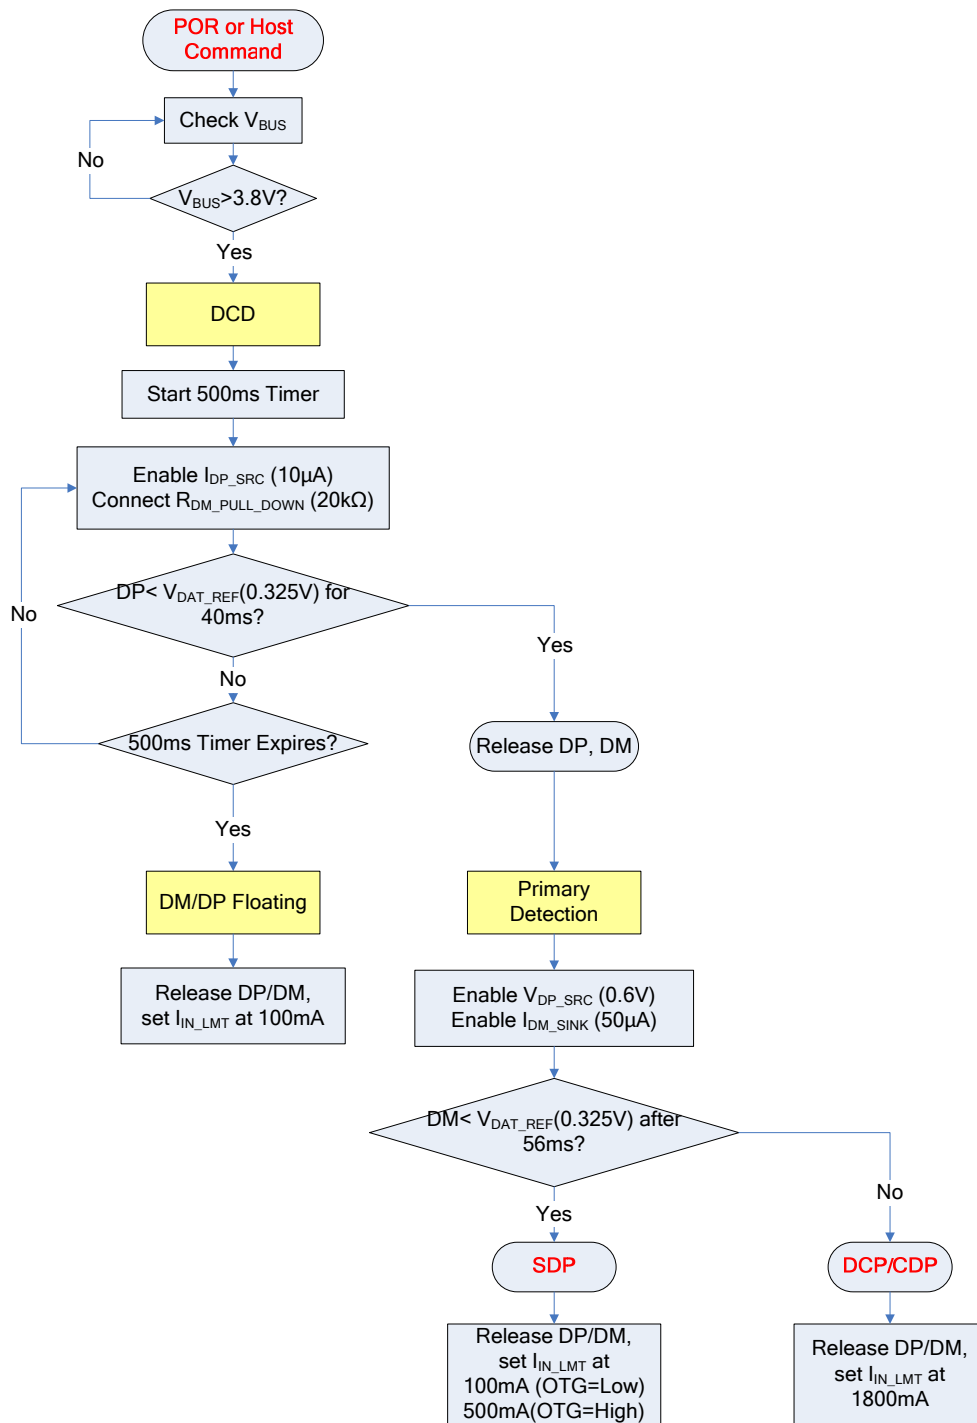 POR or Host
Command
Check VBUS
No
VBUS>3.8V?
Yes
DCD
Start 500ms Timer
Enable IDP_SRC (10µA)
Connect RDM_PULL_DOWN (20kΩ)
No
DP< VDAT_REF(0.325V) for
40ms?
Yes
No
500ms Timer Expires?
Release DP, DM
Yes
DM/DP Floating
Primary
Detection
Release DP/DM,
set IIN_LMT at 100mA
Enable VDP_SRC (0.6V)
Enable IDM_SINK (50µA)
DM< VDAT_REF(0.325V) after
56ms?
No
Yes
SDP
DCP/CDP
Release DP/DM,
set IIN_LMT at
100mA (OTG=Low)
500mA(OTG=High)
Release DP/DM,
set IIN_LMT at
1800mA